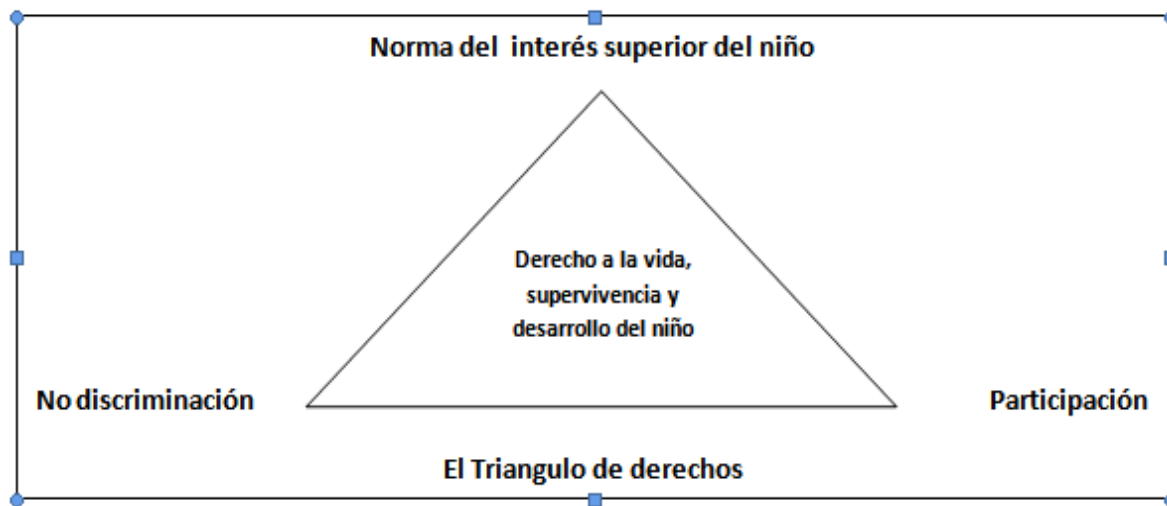 Norma del interés superior del niño
Derecho a la vida,
supervivencia y
desarrollo del niño
No discriminación
Participación
El Triangulo de derechos